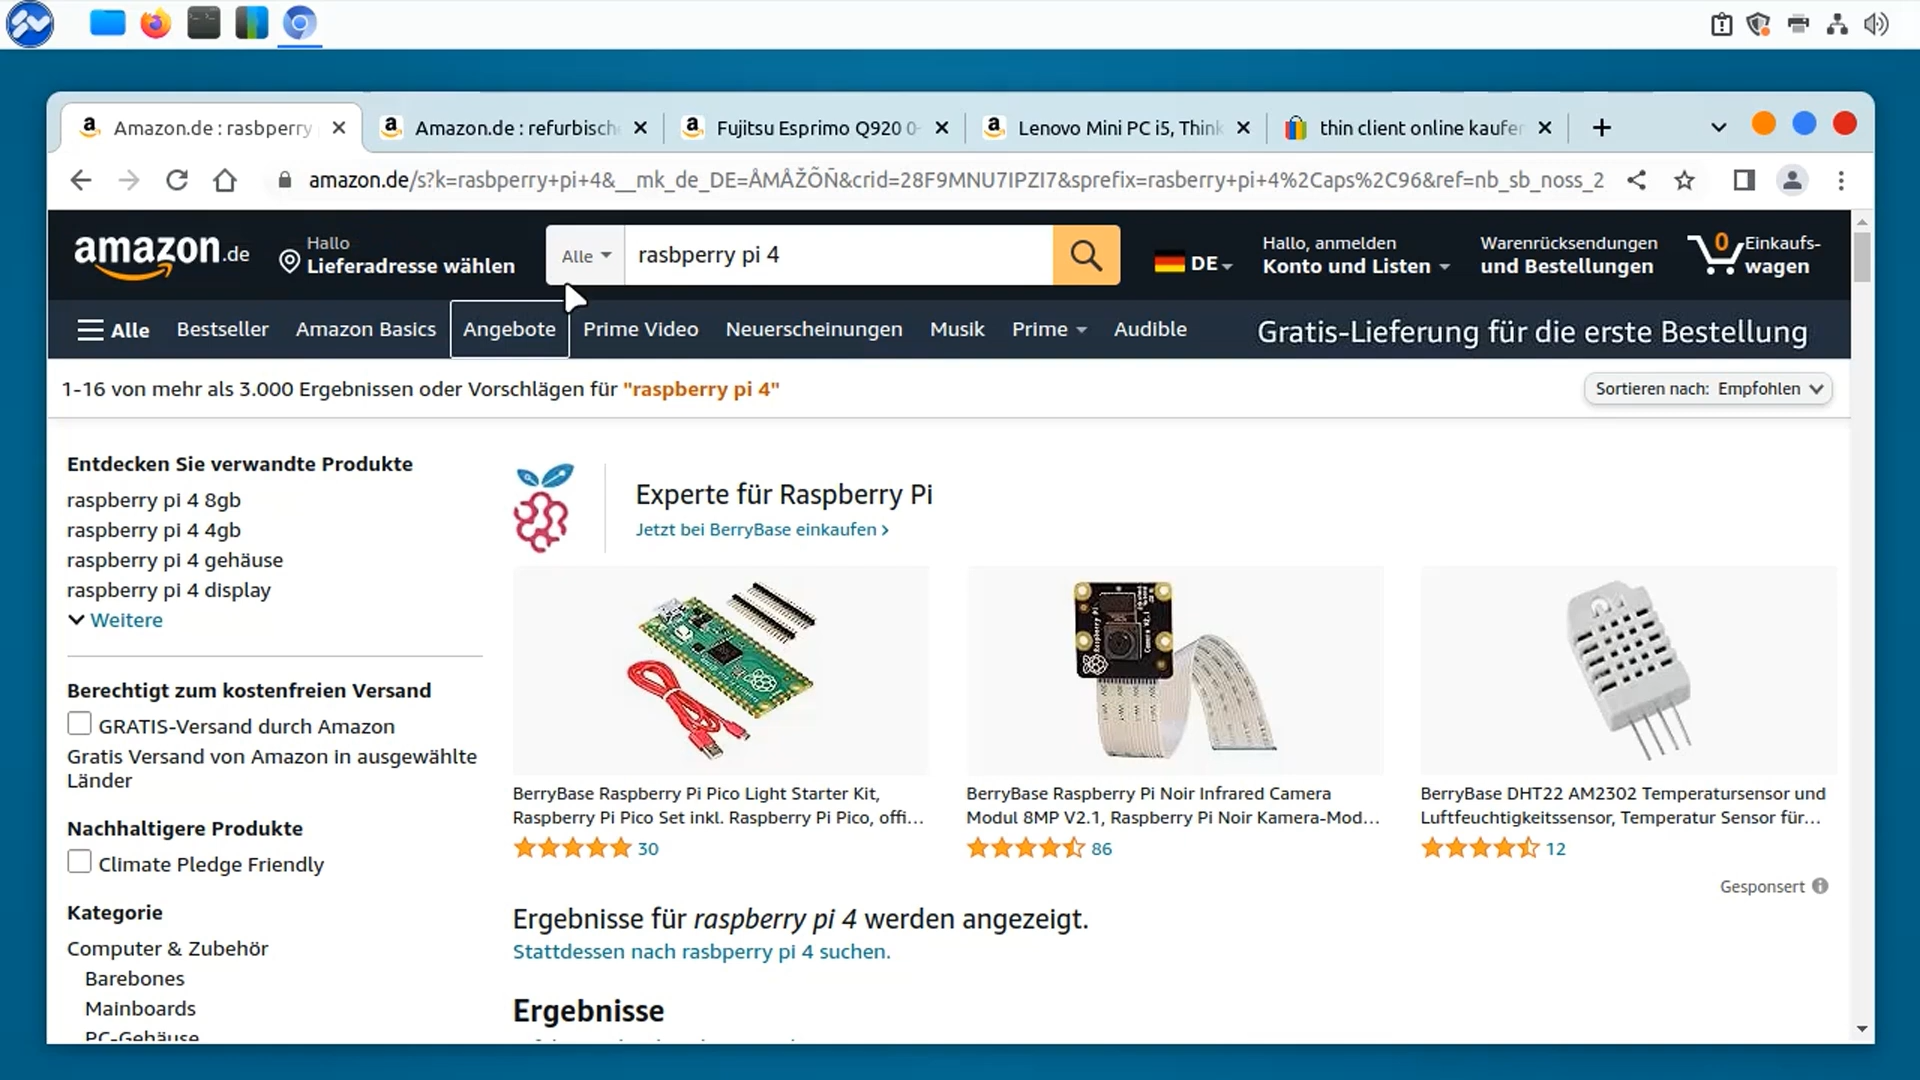 Amazon.de : rasbperry
Amazon.de : refurbisch
Fujitsu Esprimo Q920 0-
Lenovo Mini PC i5, Think
thin client online kaufen
amazon.de/s?k=rasbperry+pi+4&__mk_de_DE=ÅMÅŽÕÑ&crid=28F9MNU7IPZI7&sprefix=rasberry+pi+4%2Caps%2C96&ref=nb_sb_noss_2
amazon.de
Hallo
Lieferadresse wählen
Alle
rasbperry pi 4
DE
Hallo, anmelden
Konto und Listen
Warenrücksendungen
und Bestellungen
0
Einkaufs-
wagen
Alle
Bestseller
Amazon Basics
Angebote
Prime Video
Neuerscheinungen
Musik
Prime
Audible
Gratis-Lieferung für die erste Bestellung
1-16 von mehr als 3.000 Ergebnissen oder Vorschlägen für "raspberry pi 4"
Sortieren nach: Empfohlen
Entdecken Sie verwandte Produkte
raspberry pi 4 8gb
raspberry pi 4 4gb
raspberry pi 4 gehäuse
raspberry pi 4 display
Weitere
Berechtigt zum kostenfreien Versand
GRATIS-Versand durch Amazon
Gratis Versand von Amazon in ausgewählte
Länder
Nachhaltigere Produkte
Climate Pledge Friendly
Kategorie
Computer & Zubehör
Barebones
Mainboards
PC-Gehäuse
Experte für Raspberry Pi
Jetzt bei BerryBase einkaufen ›
BerryBase Raspberry Pi Pico Light Starter Kit,
Raspberry Pi Pico Set inkl. Raspberry Pi Pico, offi…
30
BerryBase Raspberry Pi Noir Infrared Camera
Modul 8MP V2.1, Raspberry Pi Noir Kamera-Mod…
86
BerryBase DHT22 AM2302 Temperatursensor und
Luftfeuchtigkeitssensor, Temperatur Sensor für…
12
Gesponsert
Ergebnisse für raspberry pi 4 werden angezeigt.
Stattdessen nach rasbperry pi 4 suchen.
Ergebnisse